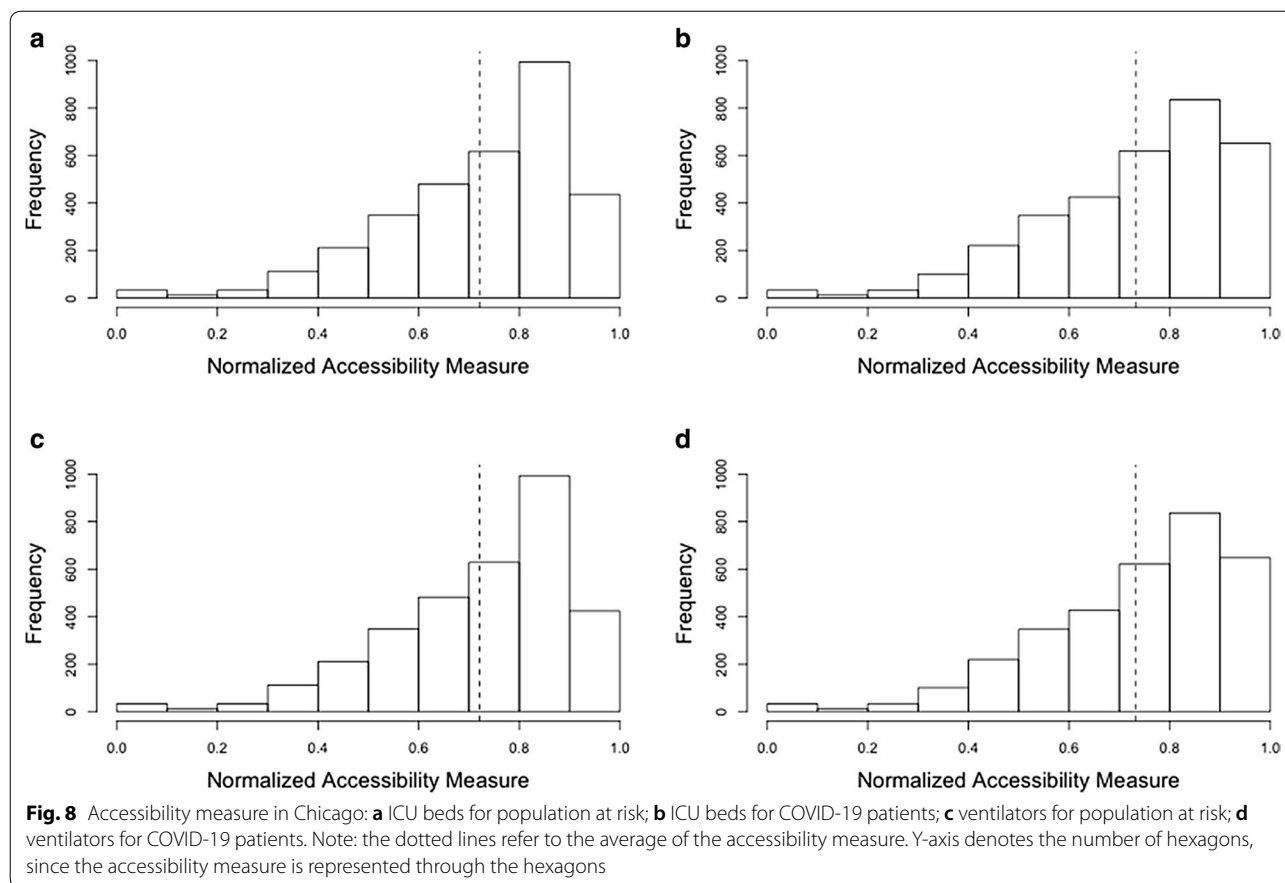 a
1000
800
600
400
200
0
Frequency
0.0 0.2 0.4 0.6 0.8 1.0
Normalized Accessibility Measure
b
1000
800
600
400
200
0
Frequency
0.0 0.2 0.4 0.6 0.8 1.0
Normalized Accessibility Measure
c
1000
800
600
400
200
0
Frequency
0.0 0.2 0.4 0.6 0.8 1.0
Normalized Accessibility Measure
d
1000
800
600
400
200
0
Frequency
0.0 0.2 0.4 0.6 0.8 1.0
Normalized Accessibility Measure
Fig. 8 Accessibility measure in Chicago: a ICU beds for population at risk; b ICU beds for COVID-19 patients; c ventilators for population at risk; d
ventilators for COVID-19 patients. Note: the dotted lines refer to the average of the accessibility measure. Y-axis denotes the number of hexagons,
since the accessibility measure is represented through the hexagons